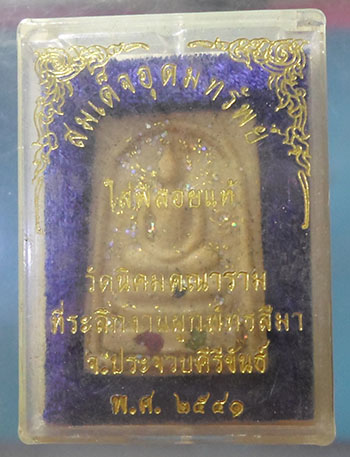 สมเด็จอุดมทรัพย์
ไส่ผี้สอยแท้
วัดนิคมคณาราม
ที่ระลึกงานผูกพัทธสีมา
จ.ประจวบคีรีขันธ์
พ.ศ. ๒๕๔๑